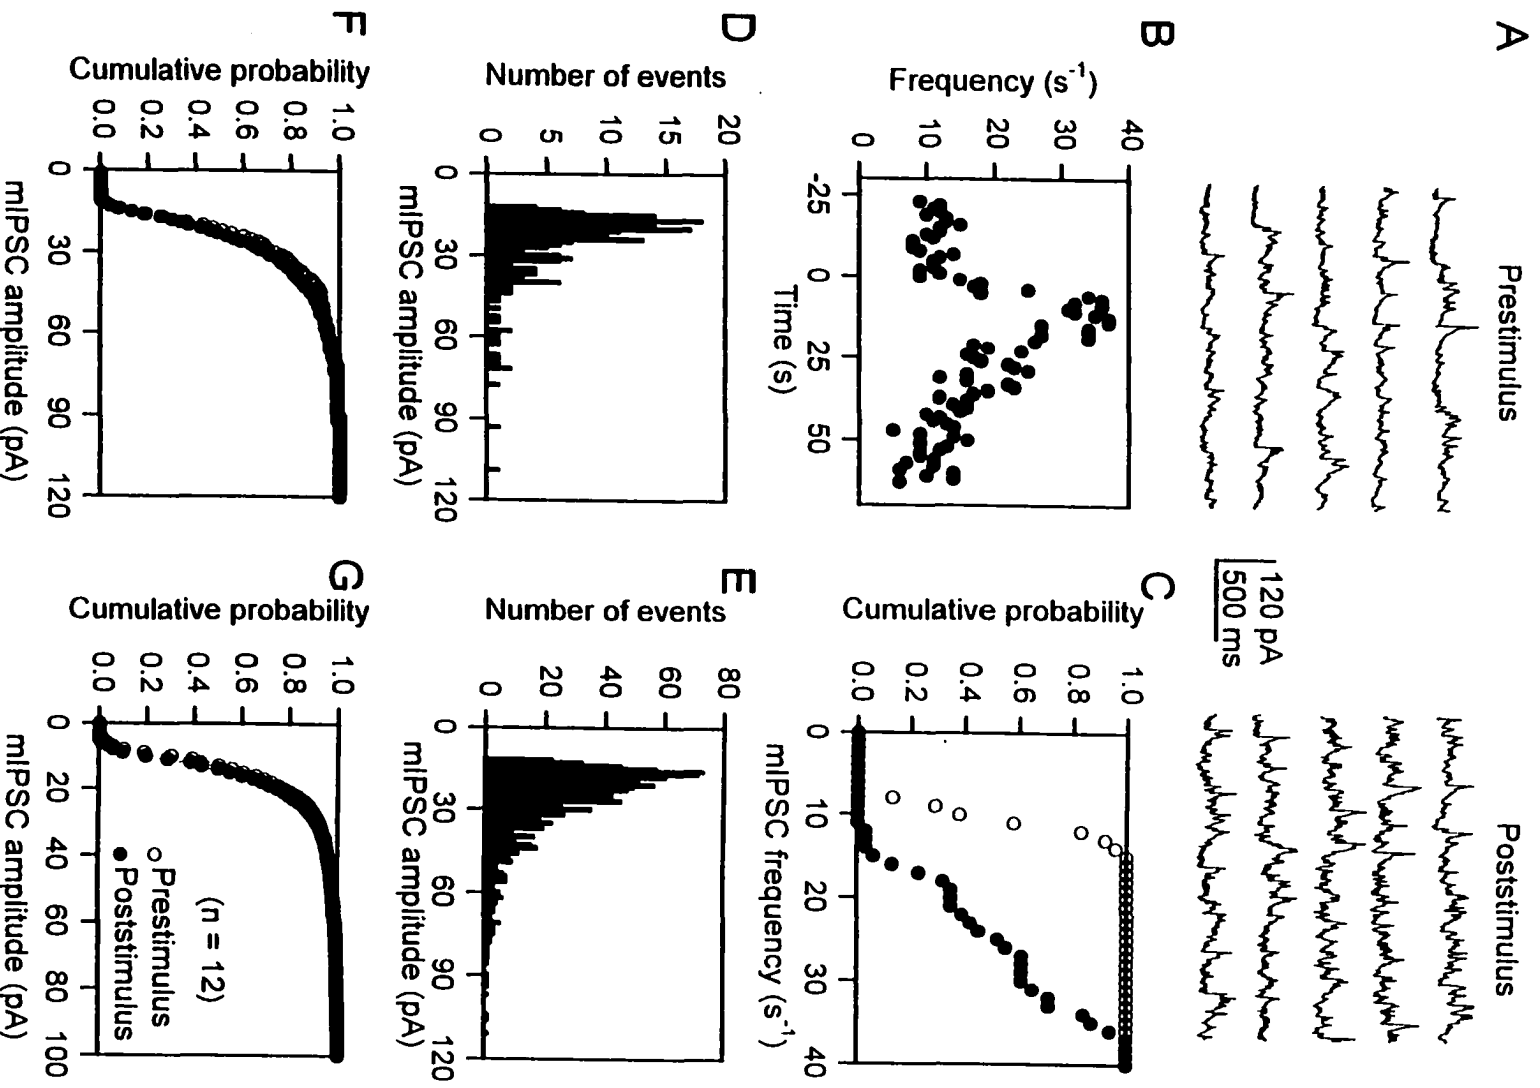 A
Prestimulus
Poststimulus
120 pA
500 ms
B
Frequency (s-1)
40
30
20
10
0
-25
0
25
50
Time (s)
C
Cumulative probability
1.0
0.8
0.6
0.4
0.2
0.0
0
10
20
30
40
mIPSC frequency (s-1)
D
Number of events
20
15
10
5
0
0
30
60
90
120
mIPSC amplitude (pA)
E
Number of events
80
60
40
20
0
0
30
60
90
120
mIPSC amplitude (pA)
F
Cumulative probability
1.0
0.8
0.6
0.4
0.2
0.0
0
30
60
90
120
mIPSC amplitude (pA)
G
Cumulative probability
1.0
0.8
0.6
0.4
0.2
0.0
(n = 12)
Prestimulus
Poststimulus
0
20
40
60
80
100
mIPSC amplitude (pA)